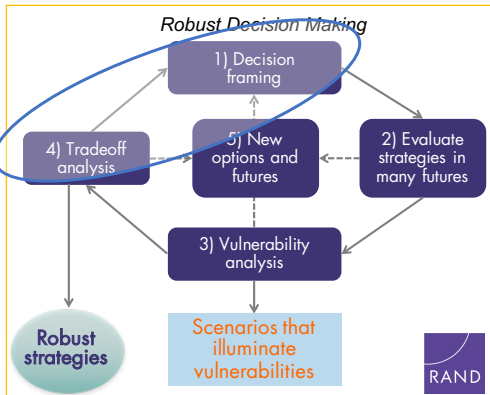 Robust Decision Making
1) Decision
framing
4) Tradeoff
analysis
5) New
options and
futures
2) Evaluate
strategies in
many futures
3) Vulnerability
analysis
Robust
strategies
Scenarios that
illuminate
vulnerabilities
RAND